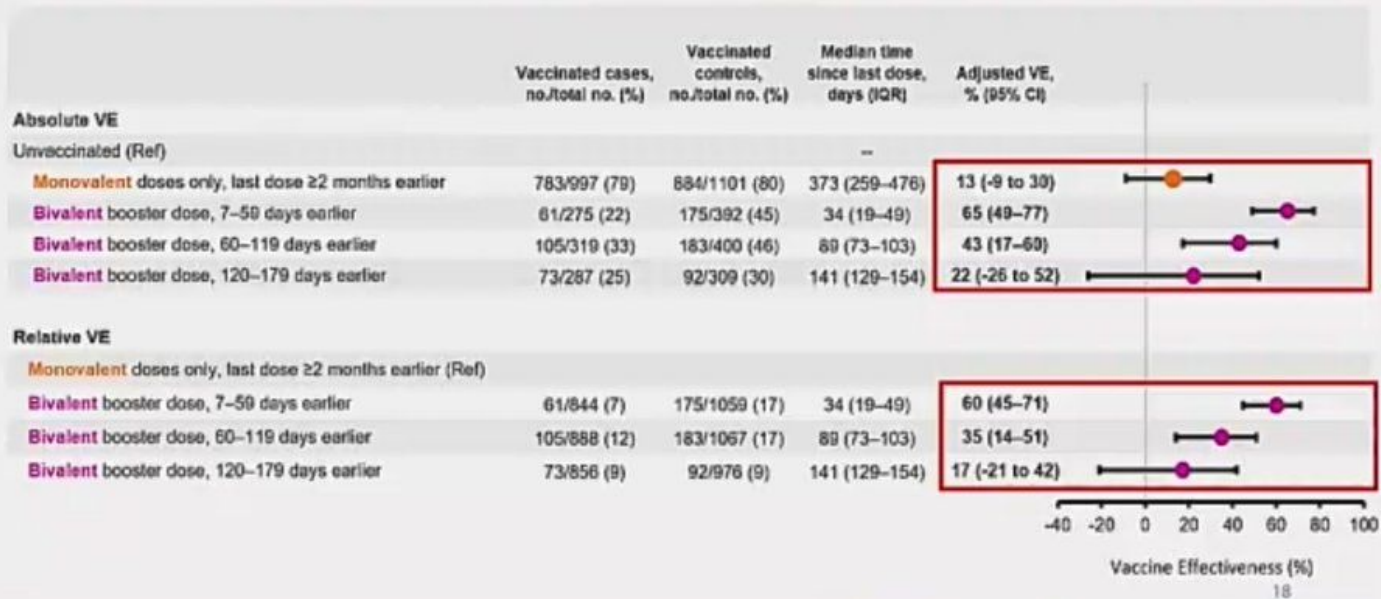 Vaccinated cases, no./total no. (%) Vaccinated controls, no./total no. (%) Median time since last dose, days (IQR) Adjusted VE, % (95% CI)
Absolute VE
Unvaccinated (Ref) --
Monovalent doses only, last dose ≥2 months earlier 783/997 (79) 884/1101 (80) 373 (259–476) 13 (-9 to 30)
Bivalent booster dose, 7–59 days earlier 61/275 (22) 175/392 (45) 34 (19–49) 65 (49–77)
Bivalent booster dose, 60–119 days earlier 105/319 (33) 183/400 (46) 89 (73–103) 43 (17–60)
Bivalent booster dose, 120–179 days earlier 73/287 (25) 92/309 (30) 141 (129–154) 22 (-26 to 52)
Relative VE
Monovalent doses only, last dose ≥2 months earlier (Ref)
Bivalent booster dose, 7–59 days earlier 61/844 (7) 175/1059 (17) 34 (19–49) 60 (45–71)
Bivalent booster dose, 60–119 days earlier 105/888 (12) 183/1067 (17) 89 (73–103) 35 (14–51)
Bivalent booster dose, 120–179 days earlier 73/856 (9) 92/976 (9) 141 (129–154) 17 (-21 to 42)
-40 -20 0 20 40 60 80 100
Vaccine Effectiveness (%)
18